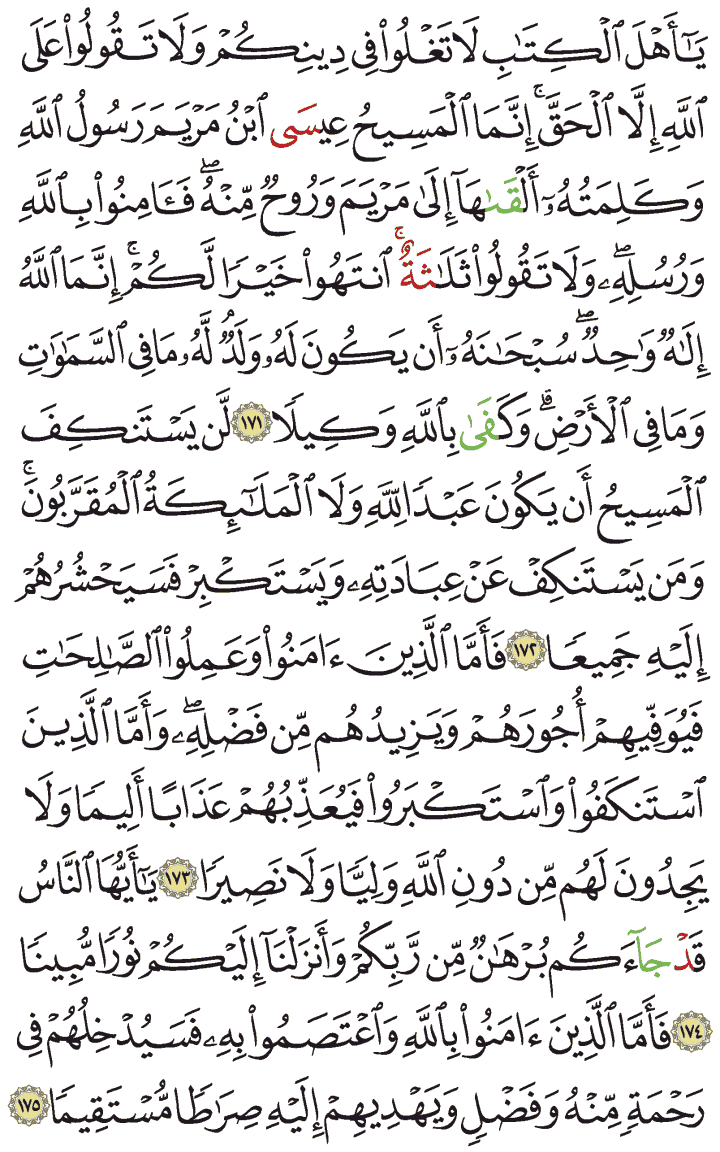 يَـٰٓأَهۡلَ ٱلۡكِتَٰبِ لَا تَغۡلُواْ فِي دِينِكُمۡ وَلَا تَقُولُواْ عَلَى
ٱللَّهِ إِلَّا ٱلۡحَقَّۚ إِنَّمَا ٱلۡمَسِيحُ عِيسَى ٱبۡنُ مَرۡيَمَ رَسُولُ ٱللَّهِ
وَكَلِمَتُهُۥٓ أَلۡقَىٰهَآ إِلَىٰ مَرۡيَمَ وَرُوحٞ مِّنۡهُۖ فَـَٔامِنُواْ بِٱللَّهِ
وَرُسُلِهِۦۖ وَلَا تَقُولُواْ ثَلَٰثَةٌۚ ٱنتَهُواْ خَيۡرٗا لَّكُمۡۚ إِنَّمَا ٱللَّهُ
إِلَٰهٞ وَٰحِدٞۖ سُبۡحَٰنَهُۥٓ أَن يَكُونَ لَهُۥ وَلَدٞۘ لَّهُۥ مَا فِي ٱلسَّمَٰوَٰتِ
وَمَا فِي ٱلۡأَرۡضِۗ وَكَفَىٰ بِٱللَّهِ وَكِيلٗا ١٧١ لَّن يَسۡتَنكِفَ
ٱلۡمَسِيحُ أَن يَكُونَ عَبۡدٗا لِّلَّهِ وَلَا ٱلۡمَلَـٰٓئِكَةُ ٱلۡمُقَرَّبُونَۚ
وَمَن يَسۡتَنكِفۡ عَنۡ عِبَادَتِهِۦ وَيَسۡتَكۡبِرۡ فَسَيَحۡشُرُهُمۡ
إِلَيۡهِ جَمِيعٗا ١٧٢ فَأَمَّا ٱلَّذِينَ ءَامَنُواْ وَعَمِلُواْ ٱلصَّٰلِحَٰتِ
فَيُوَفِّيهِمۡ أُجُورَهُمۡ وَيَزِيدُهُم مِّن فَضۡلِهِۦۖ وَأَمَّا ٱلَّذِينَ
ٱسۡتَنكَفُواْ وَٱسۡتَكۡبَرُواْ فَيُعَذِّبُهُمۡ عَذَابًا أَلِيمٗا وَلَا
يَجِدُونَ لَهُم مِّن دُونِ ٱللَّهِ وَلِيّٗا وَلَا نَصِيرٗا ١٧٣ يَـٰٓأَيُّهَا ٱلنَّاسُ
قَدۡ جَآءَكُم بُرۡهَٰنٞ مِّن رَّبِّكُمۡ وَأَنزَلۡنَآ إِلَيۡكُمۡ نُورٗا مُّبِينٗا
١٧٤ فَأَمَّا ٱلَّذِينَ ءَامَنُواْ بِٱللَّهِ وَٱعۡتَصَمُواْ بِهِۦ فَسَيُدۡخِلُهُمۡ فِي
رَحۡمَةٖ مِّنۡهُ وَفَضۡلٖ وَيَهۡدِيهِمۡ إِلَيۡهِ صِرَٰطٗا مُّسۡتَقِيمٗا ١٧٥